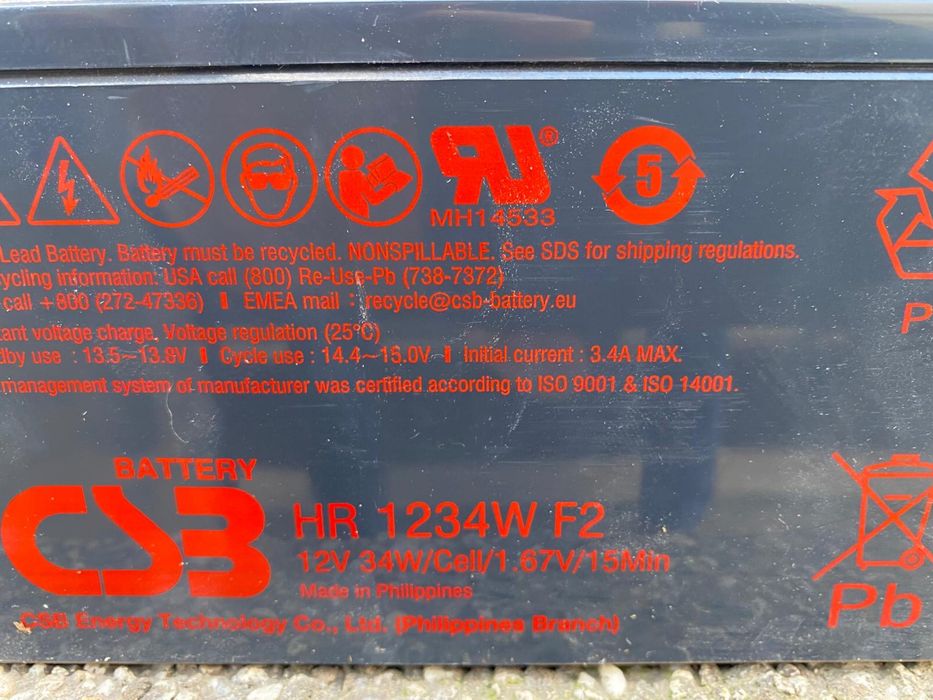 MH14533
5
Lead Battery. Battery must be recycled. NONSPILLABLE. See SDS for shipping regulations.
ycling information. USA call (800) Re-Use-Pb (738-7372)
call +800 (272-47336) ▮ EMEA mail : recycle@csb-battery.eu
tant voltage charge, Voltage regulation (25°C)
dby use : 13.5~13.8V ▮ Cycle use : 14.4~15.0V ▮ Initial current : 3.4A MAX.
management system of manufacturer was certified according to ISO 9001 & ISO 14001.
P
BATTERY
CSB
HR 1234W F2
12V 34W/Cell/1.67V/15Min
Made in Philippines
CSB Energy Technology Co., Ltd. (Philippines Branch)
Pb